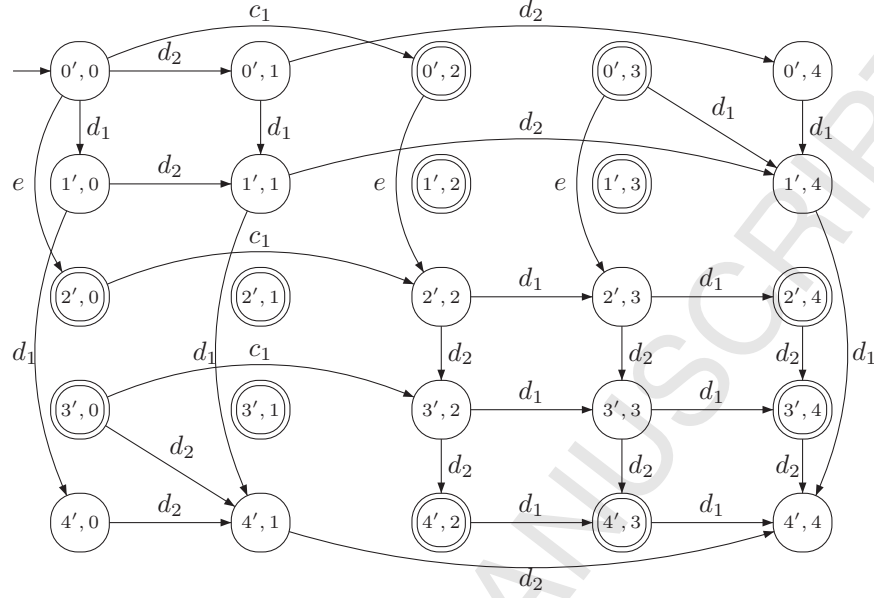 c₁ d₂
0′, 0 d₂ 0′, 1 0′, 2 0′, 3 0′, 4
d₁ d₁ d₂ d₁ d₁
e 1′, 0 d₂ 1′, 1 e 1′, 2 e 1′, 3 1′, 4
c₁
2′, 0 2′, 1 2′, 2 d₁ 2′, 3 d₁ 2′, 4
d₁ d₁ c₁ d₂ d₂ d₂ d₁
3′, 0 3′, 1 3′, 2 d₁ 3′, 3 d₁ 3′, 4
d₂ d₂ d₂ d₂
4′, 0 d₂ 4′, 1 4′, 2 d₁ 4′, 3 d₁ 4′, 4
d₂
ANUSCRIPT